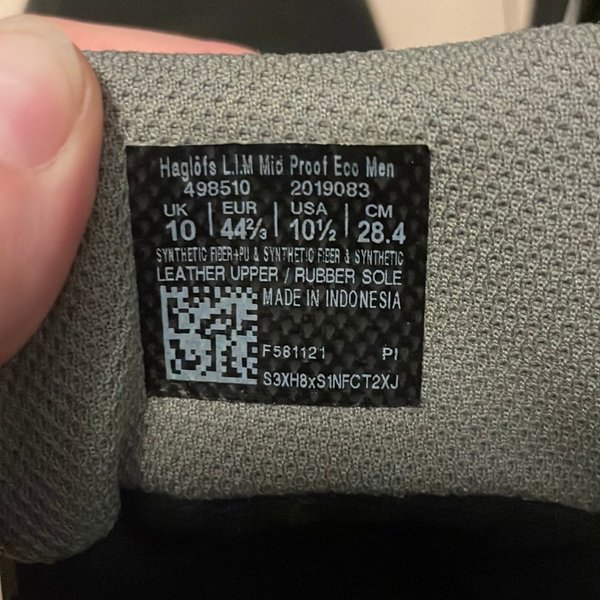 Haglöfs L.I.M Mid Proof Eco Men
498510 2019083
UK EUR USA CM
10 44⅔ 10½ 28.4
SYNTHETIC FIBER+PU & SYNTHETIC FIBER & SYNTHETIC
LEATHER UPPER / RUBBER SOLE
MADE IN INDONESIA
F581121 PI
S3XH8xS1NFCT2XJ